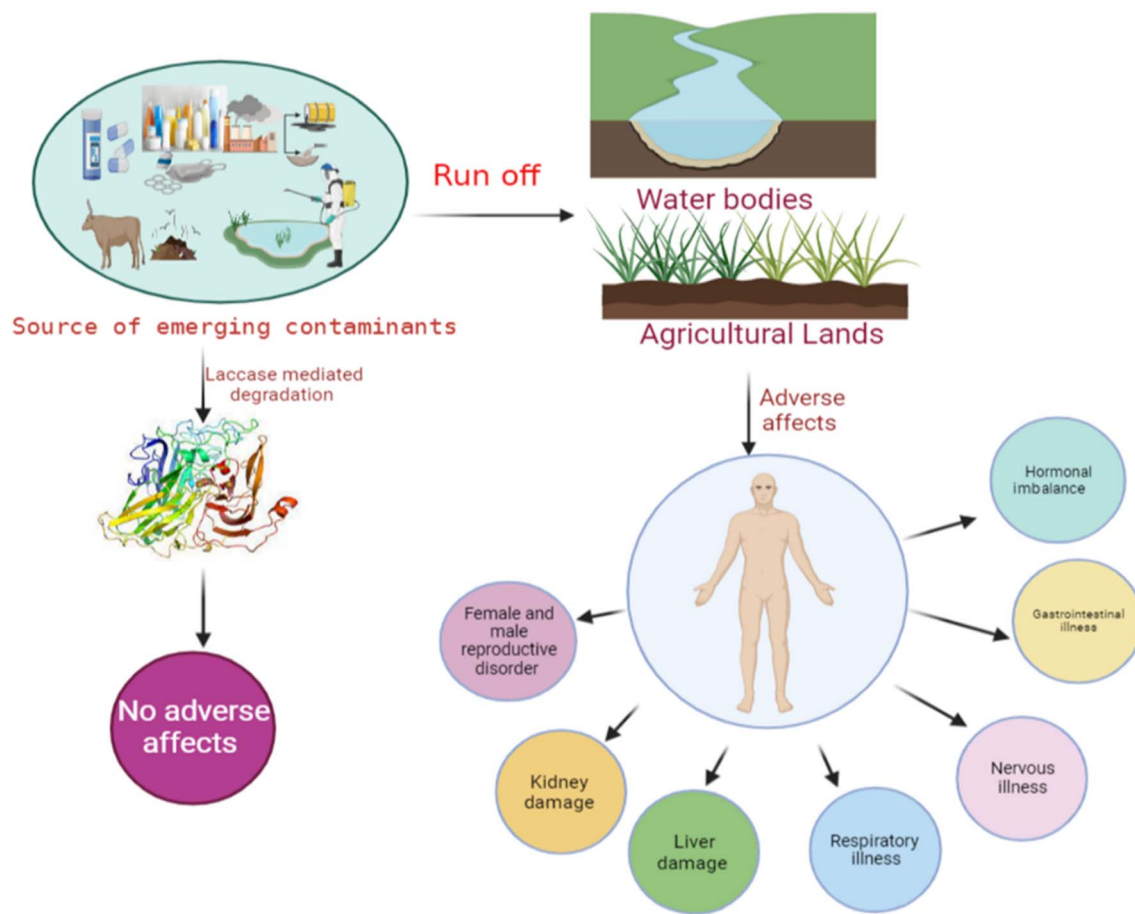 Run off
Water bodies
Agricultural Lands
Source of emerging contaminants
Laccase mediated
degradation
No adverse
affects
Adverse
affects
Hormonal
imbalance
Gastrointestinal
illness
Nervous
illness
Respiratory
illness
Liver
damage
Kidney
damage
Female and
male
reproductive
disorder